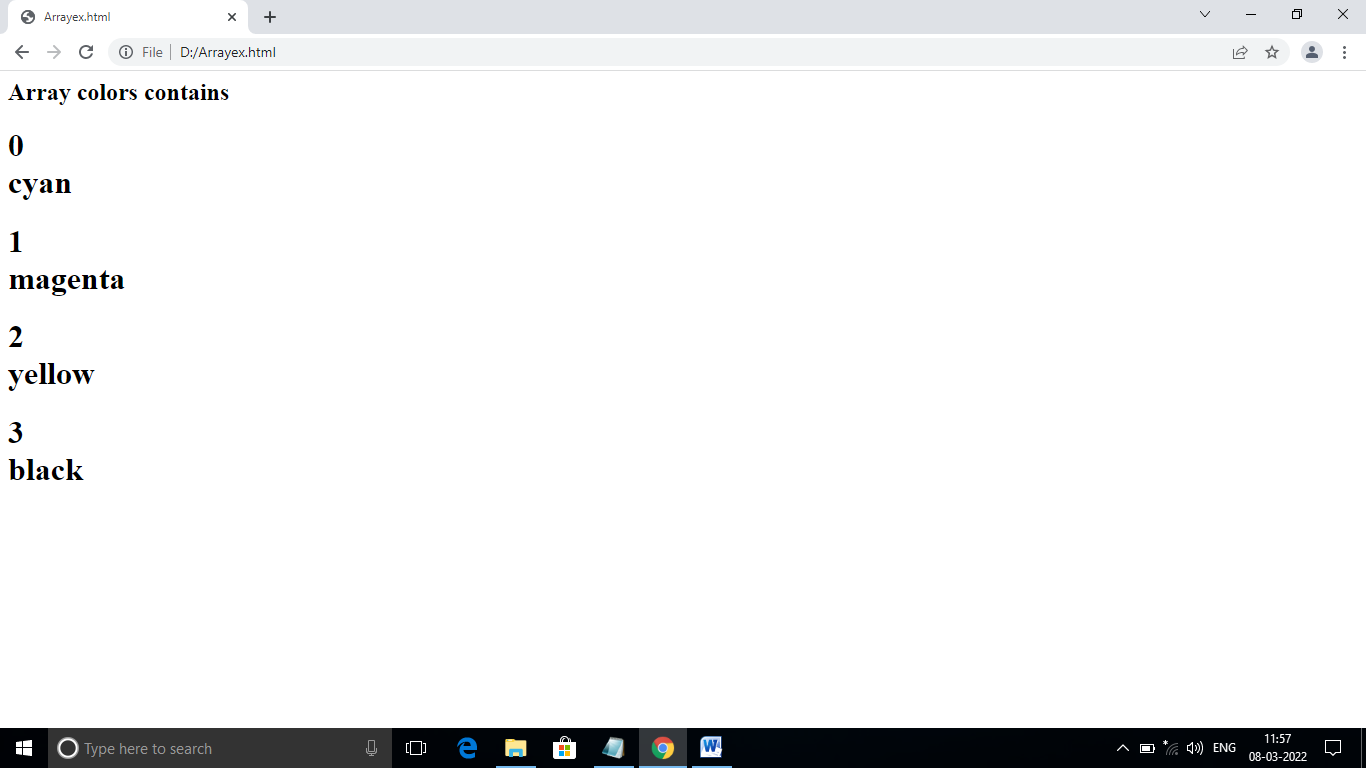 Arrayex.html
File D:/Arrayex.html
Array colors contains
0
cyan
1
magenta
2
yellow
3
black
Type here to search
ENG
11:57
08-03-2022